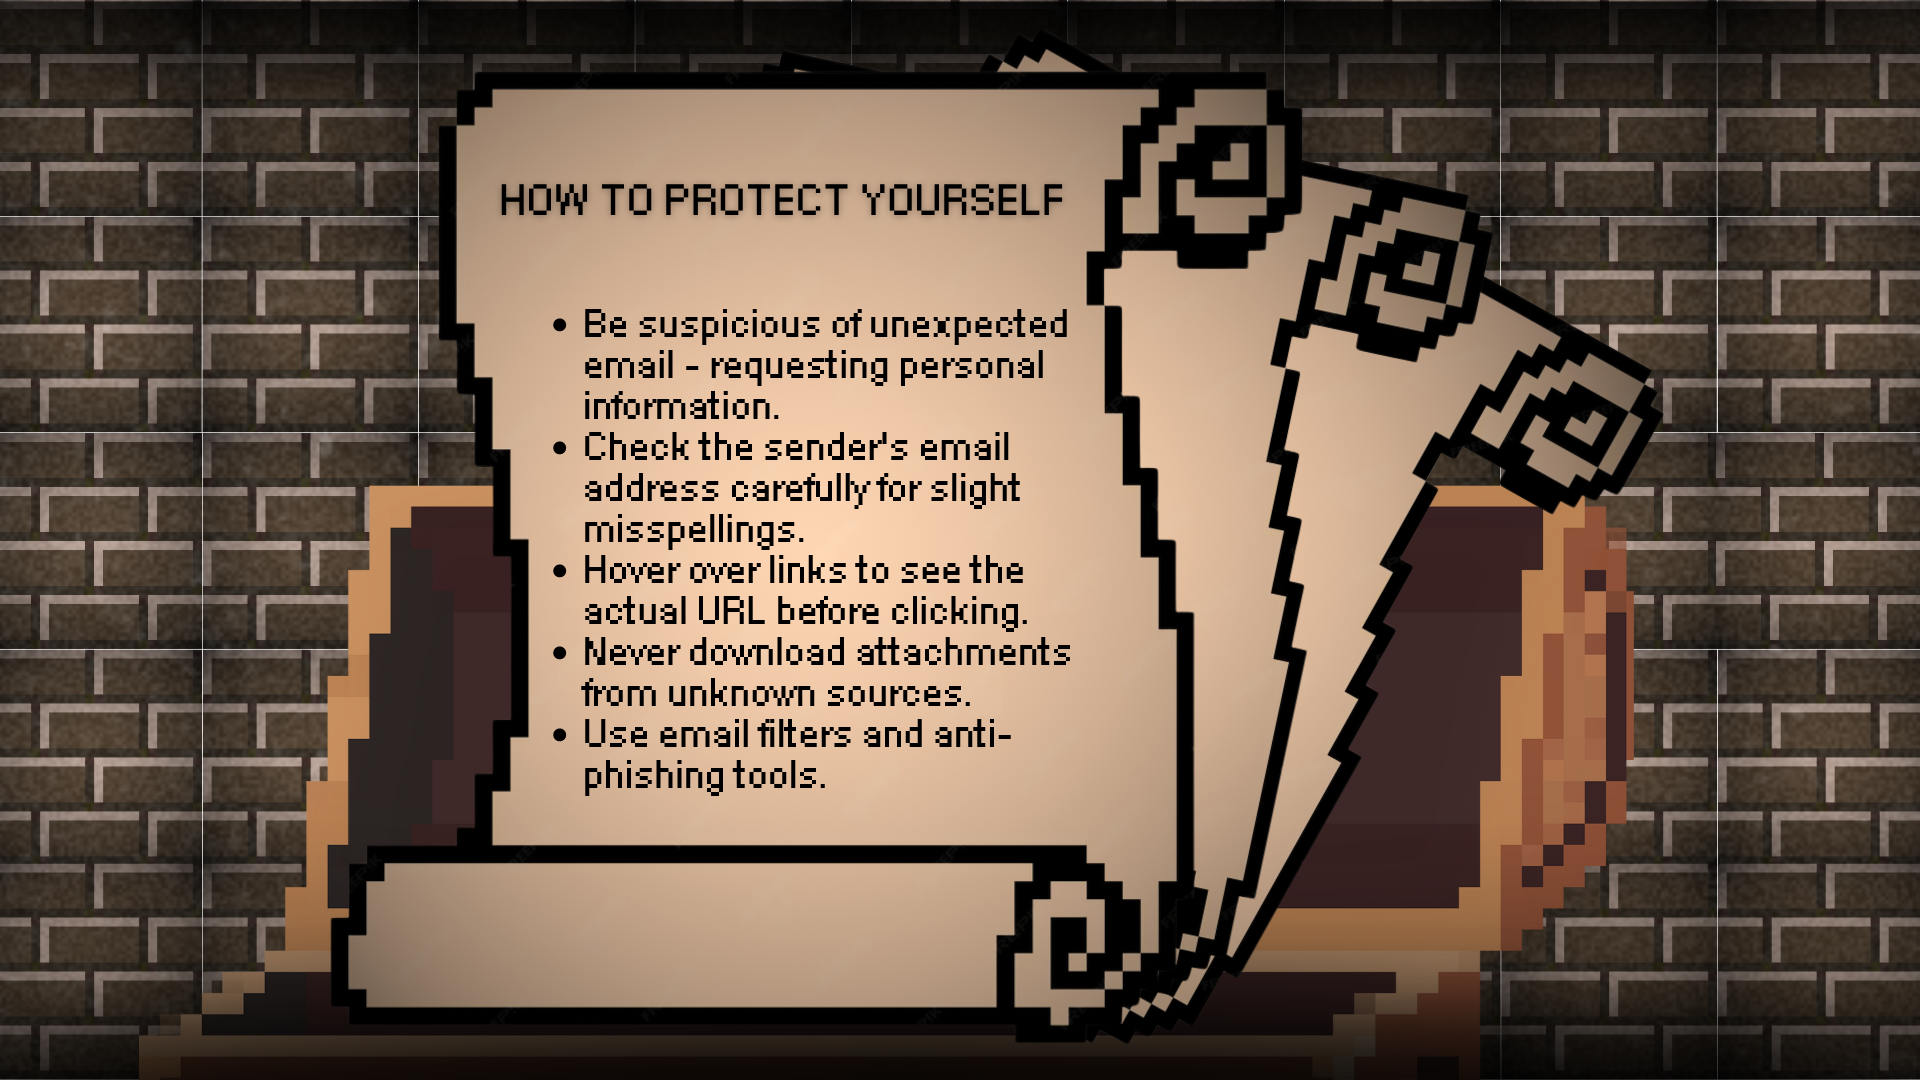 HOW TO PROTECT YOURSELF
• Be suspicious of unexpected
email - requesting personal
information.
• Check the sender's email
address carefully for slight
misspellings.
• Hover over links to see the
actual URL before clicking.
• Never download attachments
from unknown sources.
• Use email filters and anti-
phishing tools.